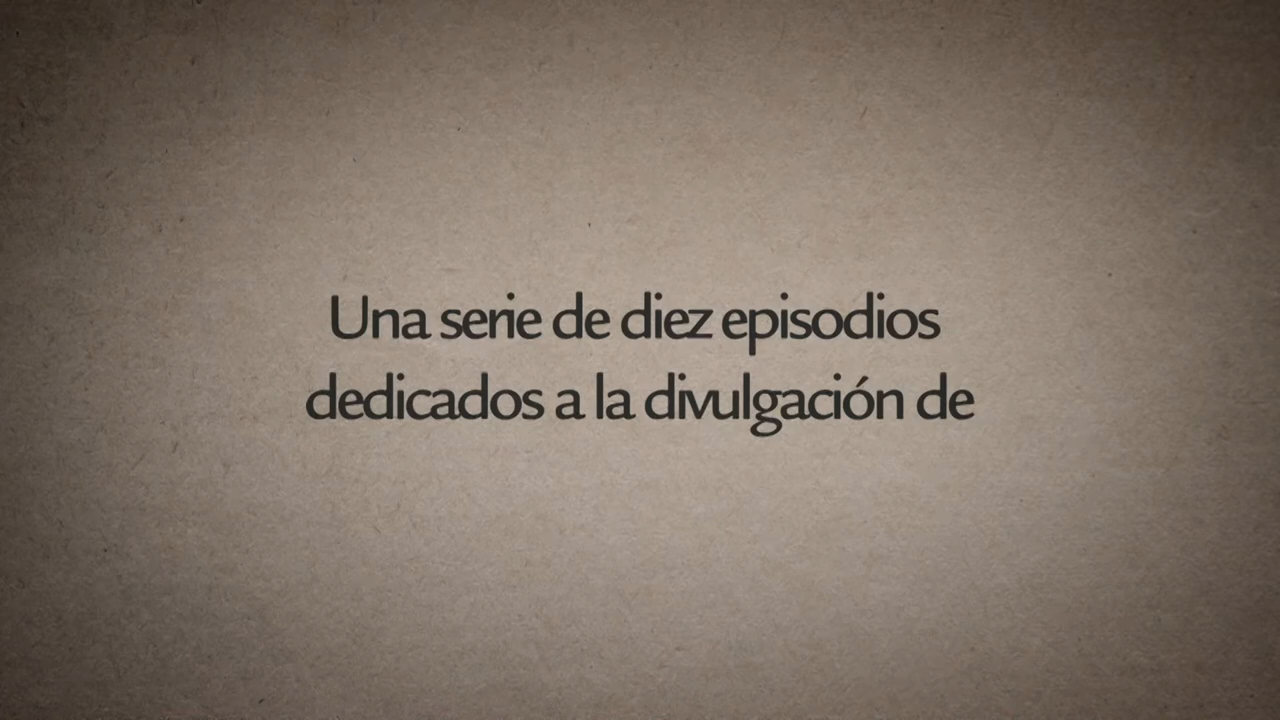 Una serie de diez episodios
dedicados a la divulgación de